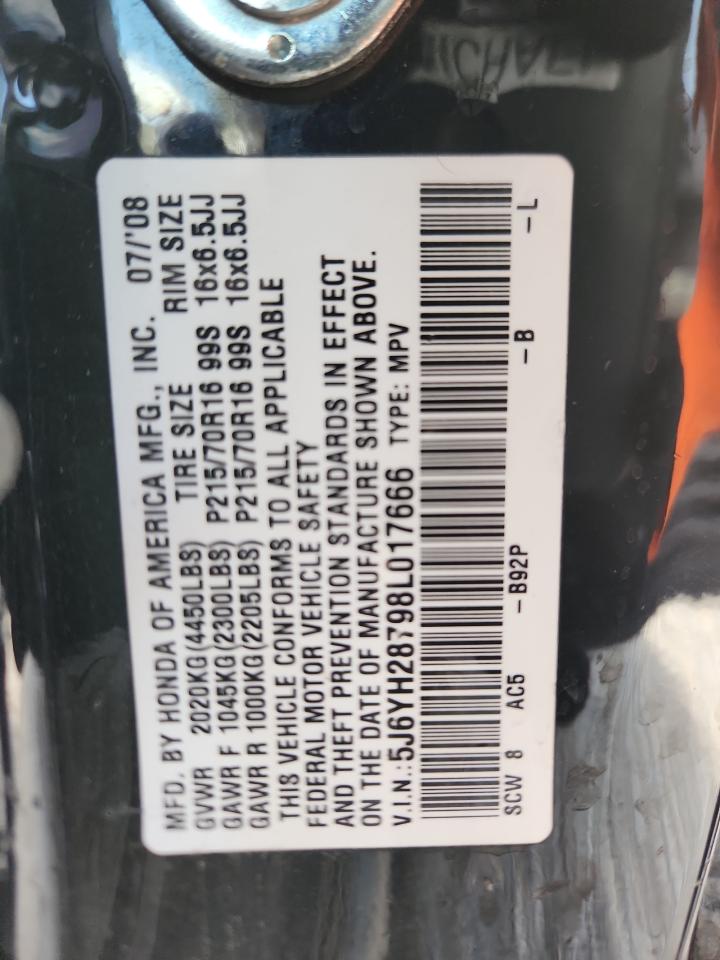 MFD. BY HONDA OF AMERICA MFG., INC. 07/'08
GVWR 2020KG(4450LBS) TIRE SIZE RIM SIZE
GAWR F 1045KG(2300LBS) P215/70R16 99S 16x6.5JJ
GAWR R 1000KG(2205LBS) P215/70R16 99S 16x6.5JJ
THIS VEHICLE CONFORMS TO ALL APPLICABLE
FEDERAL MOTOR VEHICLE SAFETY
AND THEFT PREVENTION STANDARDS IN EFFECT
ON THE DATE OF MANUFACTURE SHOWN ABOVE.
V.I.N.:5J6YH28798L017666 TYPE: MPV
SCW 8 AC5 -B92P -B -L